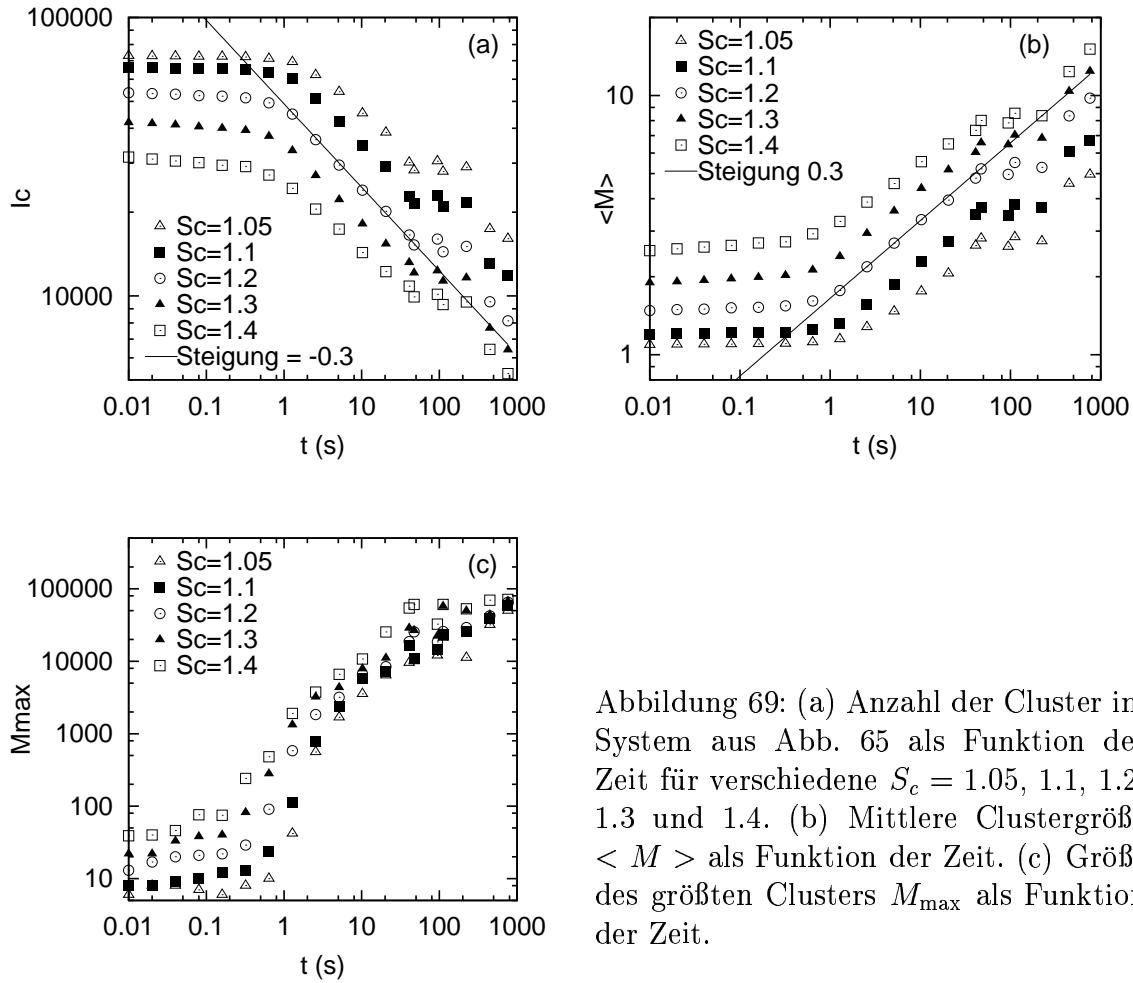 100000
10000
Ic
(a)
Sc=1.05
Sc=1.1
Sc=1.2
Sc=1.3
Sc=1.4
Steigung = -0.3
0.01 0.1 1 10 100 1000
t (s)
10
1
<M>
(b)
Sc=1.05
Sc=1.1
Sc=1.2
Sc=1.3
Sc=1.4
Steigung 0.3
0.01 0.1 1 10 100 1000
t (s)
100000
10000
1000
100
10
Mmax
(c)
Sc=1.05
Sc=1.1
Sc=1.2
Sc=1.3
Sc=1.4
0.01 0.1 1 10 100 1000
t (s)
Abbildung 69: (a) Anzahl der Cluster in
System aus Abb. 65 als Funktion de
Zeit für verschiedene S_c = 1.05, 1.1, 1.2
1.3 und 1.4. (b) Mittlere Clustergröß
< M > als Funktion der Zeit. (c) Größ
des größten Clusters M_max als Funktion
der Zeit.